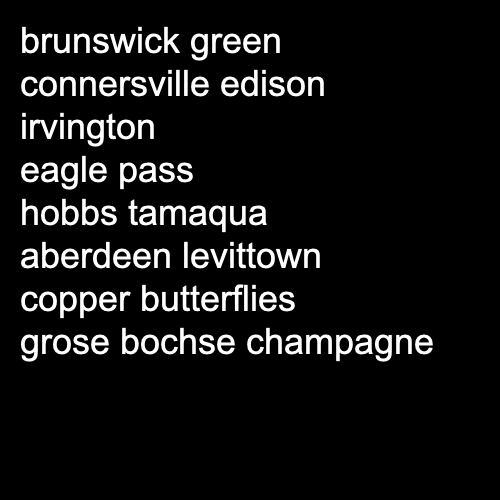 brunswick green
connersville edison
irvington
eagle pass
hobbs tamaqua
aberdeen levittown
copper butterflies
grose bochse champagne